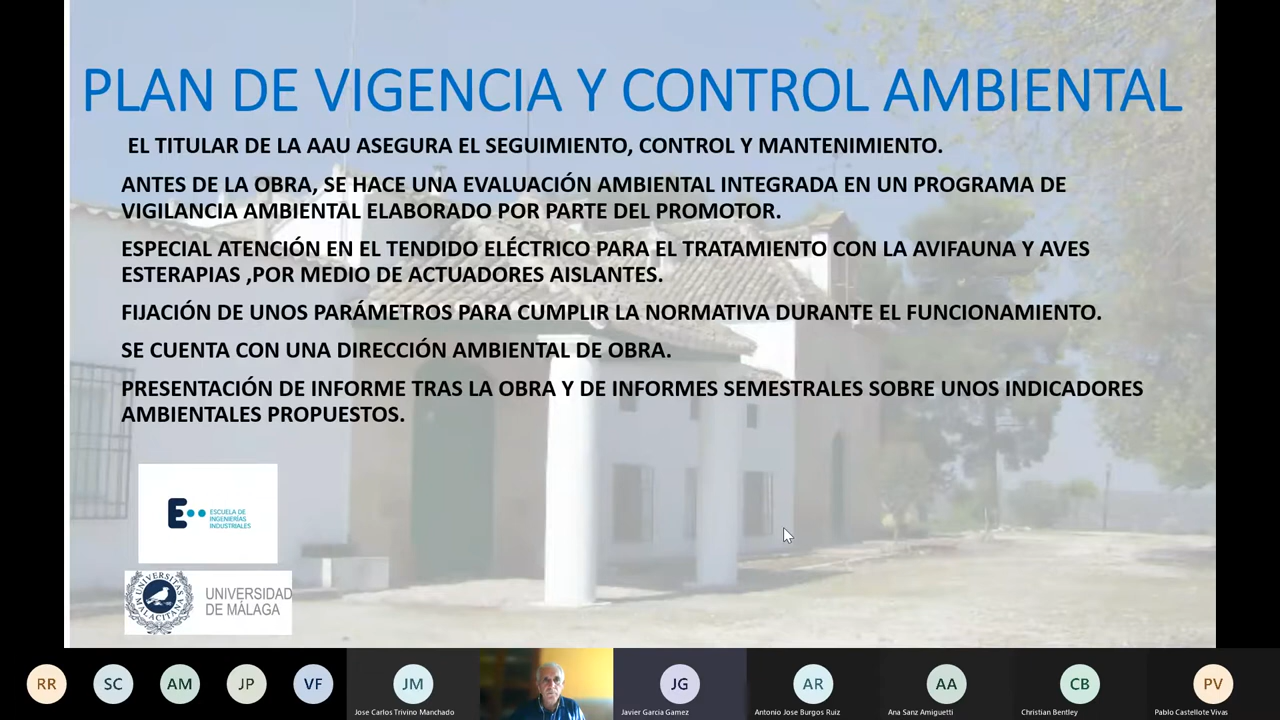 PLAN DE VIGENCIA Y CONTROL AMBIENTAL
EL TITULAR DE LA AAU ASEGURA EL SEGUIMIENTO, CONTROL Y MANTENIMIENTO.
ANTES DE LA OBRA, SE HACE UNA EVALUACIÓN AMBIENTAL INTEGRADA EN UN PROGRAMA DE
VIGILANCIA AMBIENTAL ELABORADO POR PARTE DEL PROMOTOR.
ESPECIAL ATENCIÓN EN EL TENDIDO ELÉCTRICO PARA EL TRATAMIENTO CON LA AVIFAUNA Y AVES
ESTERAPIAS ,POR MEDIO DE ACTUADORES AISLANTES.
FIJACIÓN DE UNOS PARÁMETROS PARA CUMPLIR LA NORMATIVA DURANTE EL FUNCIONAMIENTO.
SE CUENTA CON UNA DIRECCIÓN AMBIENTAL DE OBRA.
PRESENTACIÓN DE INFORME TRAS LA OBRA Y DE INFORMES SEMESTRALES SOBRE UNOS INDICADORES
AMBIENTALES PROPUESTOS.
E
ESCUELA DE
INGENIERÍAS
INDUSTRIALES
UNIVERSITAS
MALACITANA
UNIVERSIDAD
DE MÁLAGA
RR
SC
AM
JP
VF
JM
Jose Carlos Trivino Manchado
JG
Javier Garcia Gamez
AR
Antonio Jose Burgos Ruiz
AA
Ana Sanz Amiguetti
CB
Christian Bentley
PV
Pablo Castellote Vivas